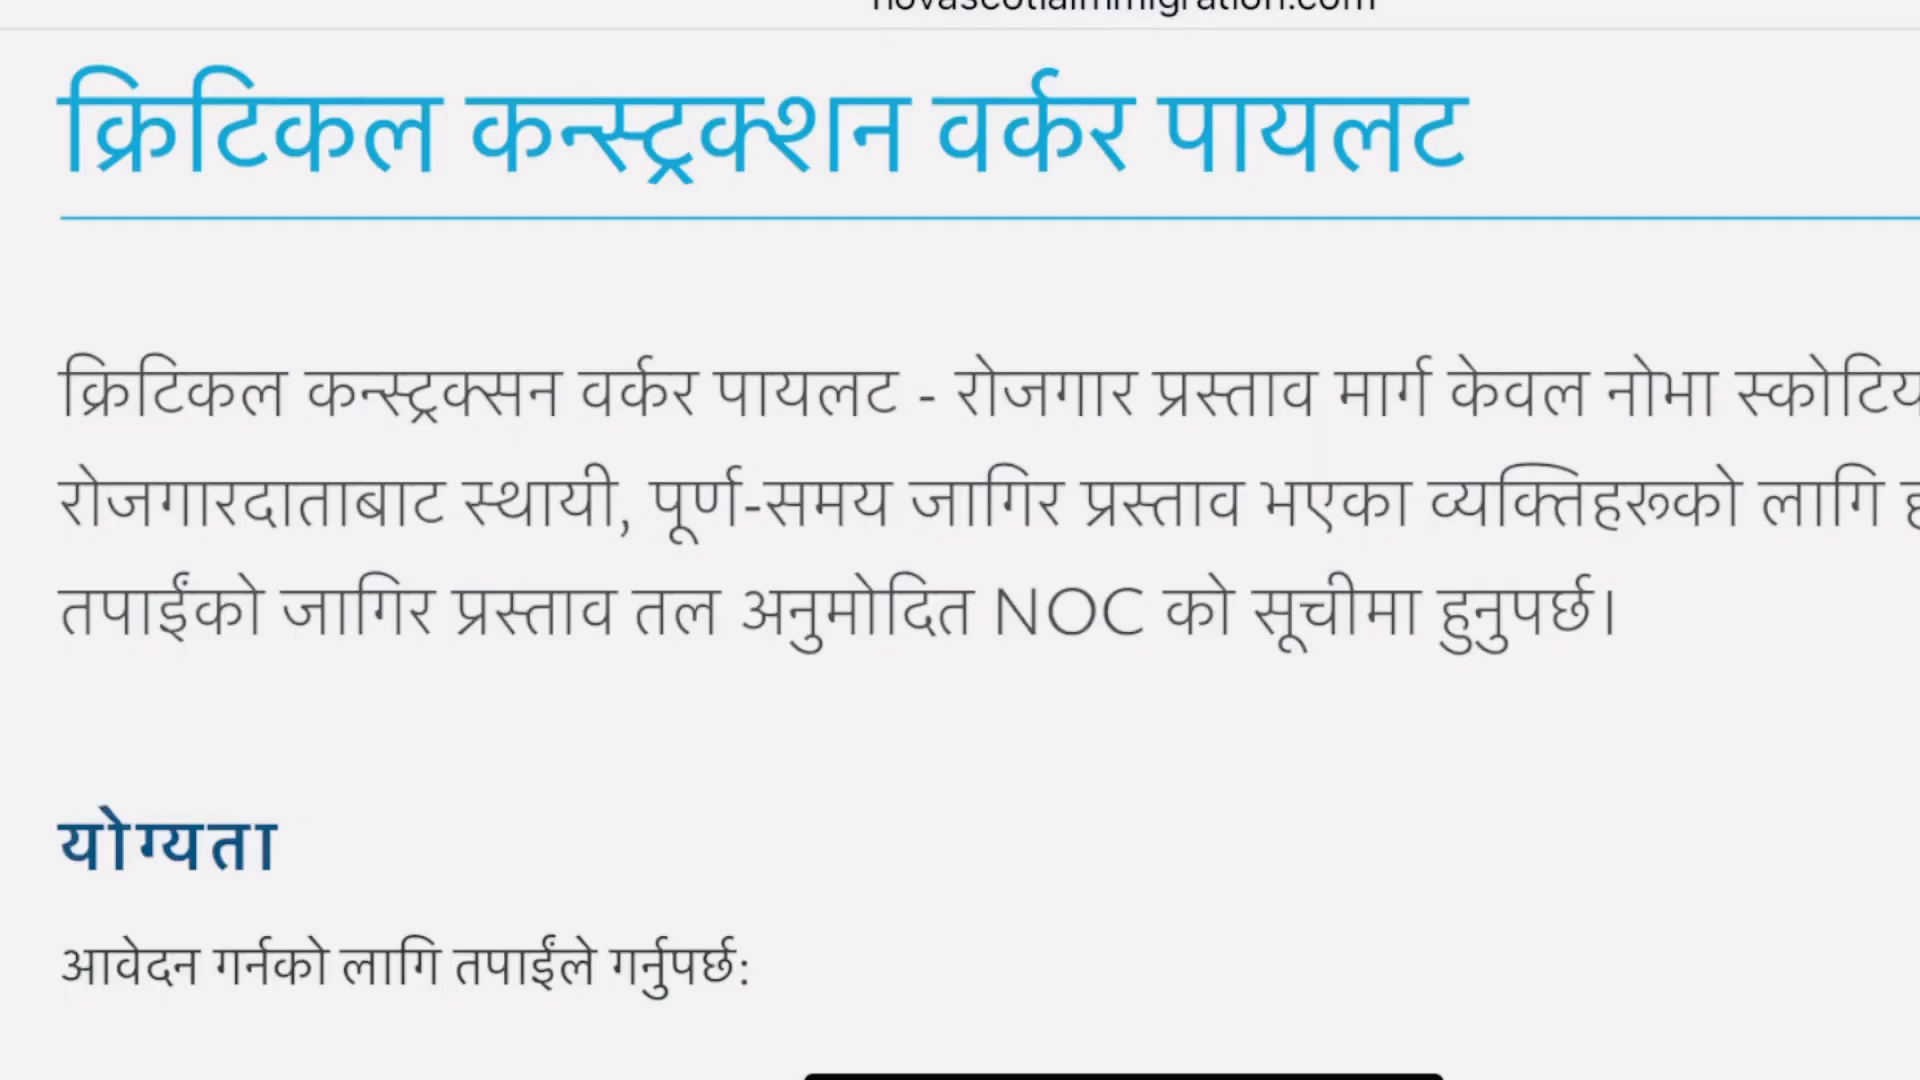 novascotiaimmigration.com
क्रिटिकल कन्स्ट्रक्शन वर्कर पायलट
क्रिटिकल कन्स्ट्रक्सन वर्कर पायलट - रोजगार प्रस्ताव मार्ग केवल नोभा
रोजगारदाताबाट स्थायी, पूर्ण-समय जागिर प्रस्ताव भएका व्यक्तिहरूको लागि
तपाईंको जागिर प्रस्ताव तल अनुमोदित NOC को सूचीमा हुनुपर्छ।
योग्यता
आवेदन गर्नको लागि तपाईंले गर्नुपर्छ: